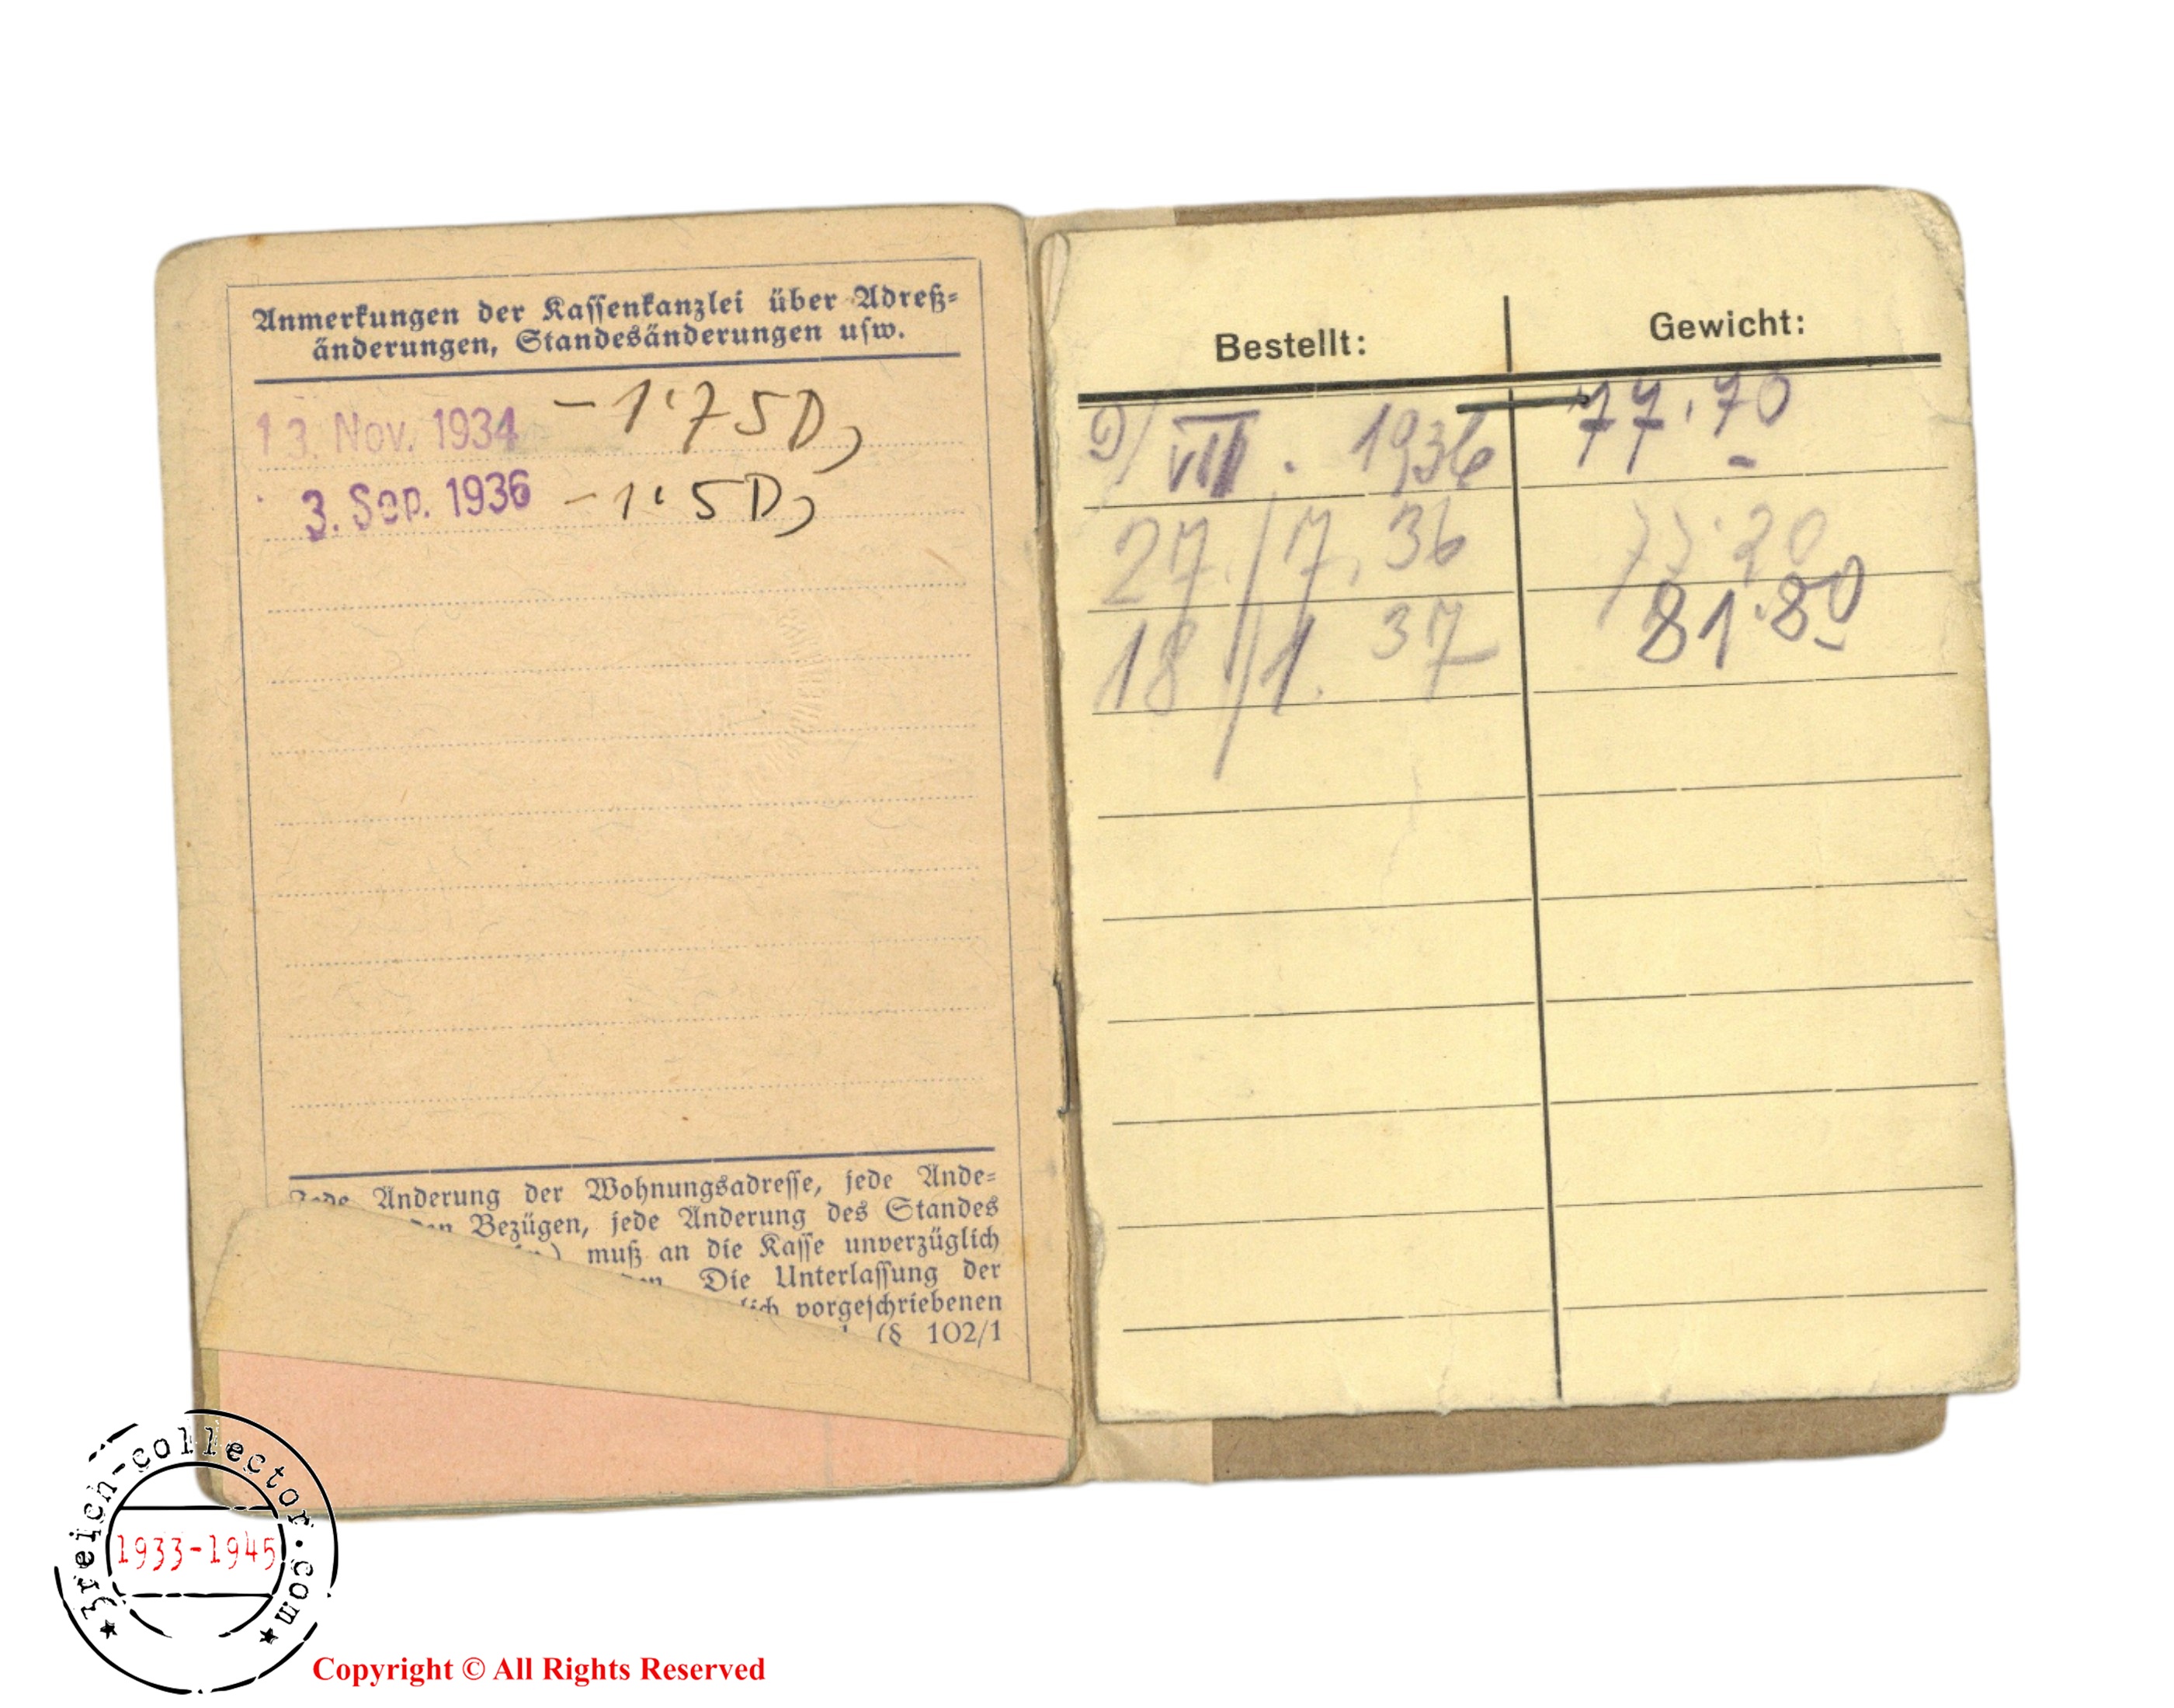 Anmerkungen der Kassenkanzlei über Adreß-
änderungen, Standesänderungen usw.
13. Nov. 1934 – 1'75 D,
3. Sep. 1936 – 1'5 D,
Jede Änderung der Wohnungsadresse, jede Ände-
Bezügen, jede Änderung des Standes
muß an die Kasse unverzüglich
Die Unterlassung der
vorgeschriebenen
(§ 102/1
Bestellt: Gewicht:
9/VII. 1936 77.70
27./7. 36 20
18/1. 37 81.80
3reich-collector.com
1933-1945
Copyright © All Rights Reserved